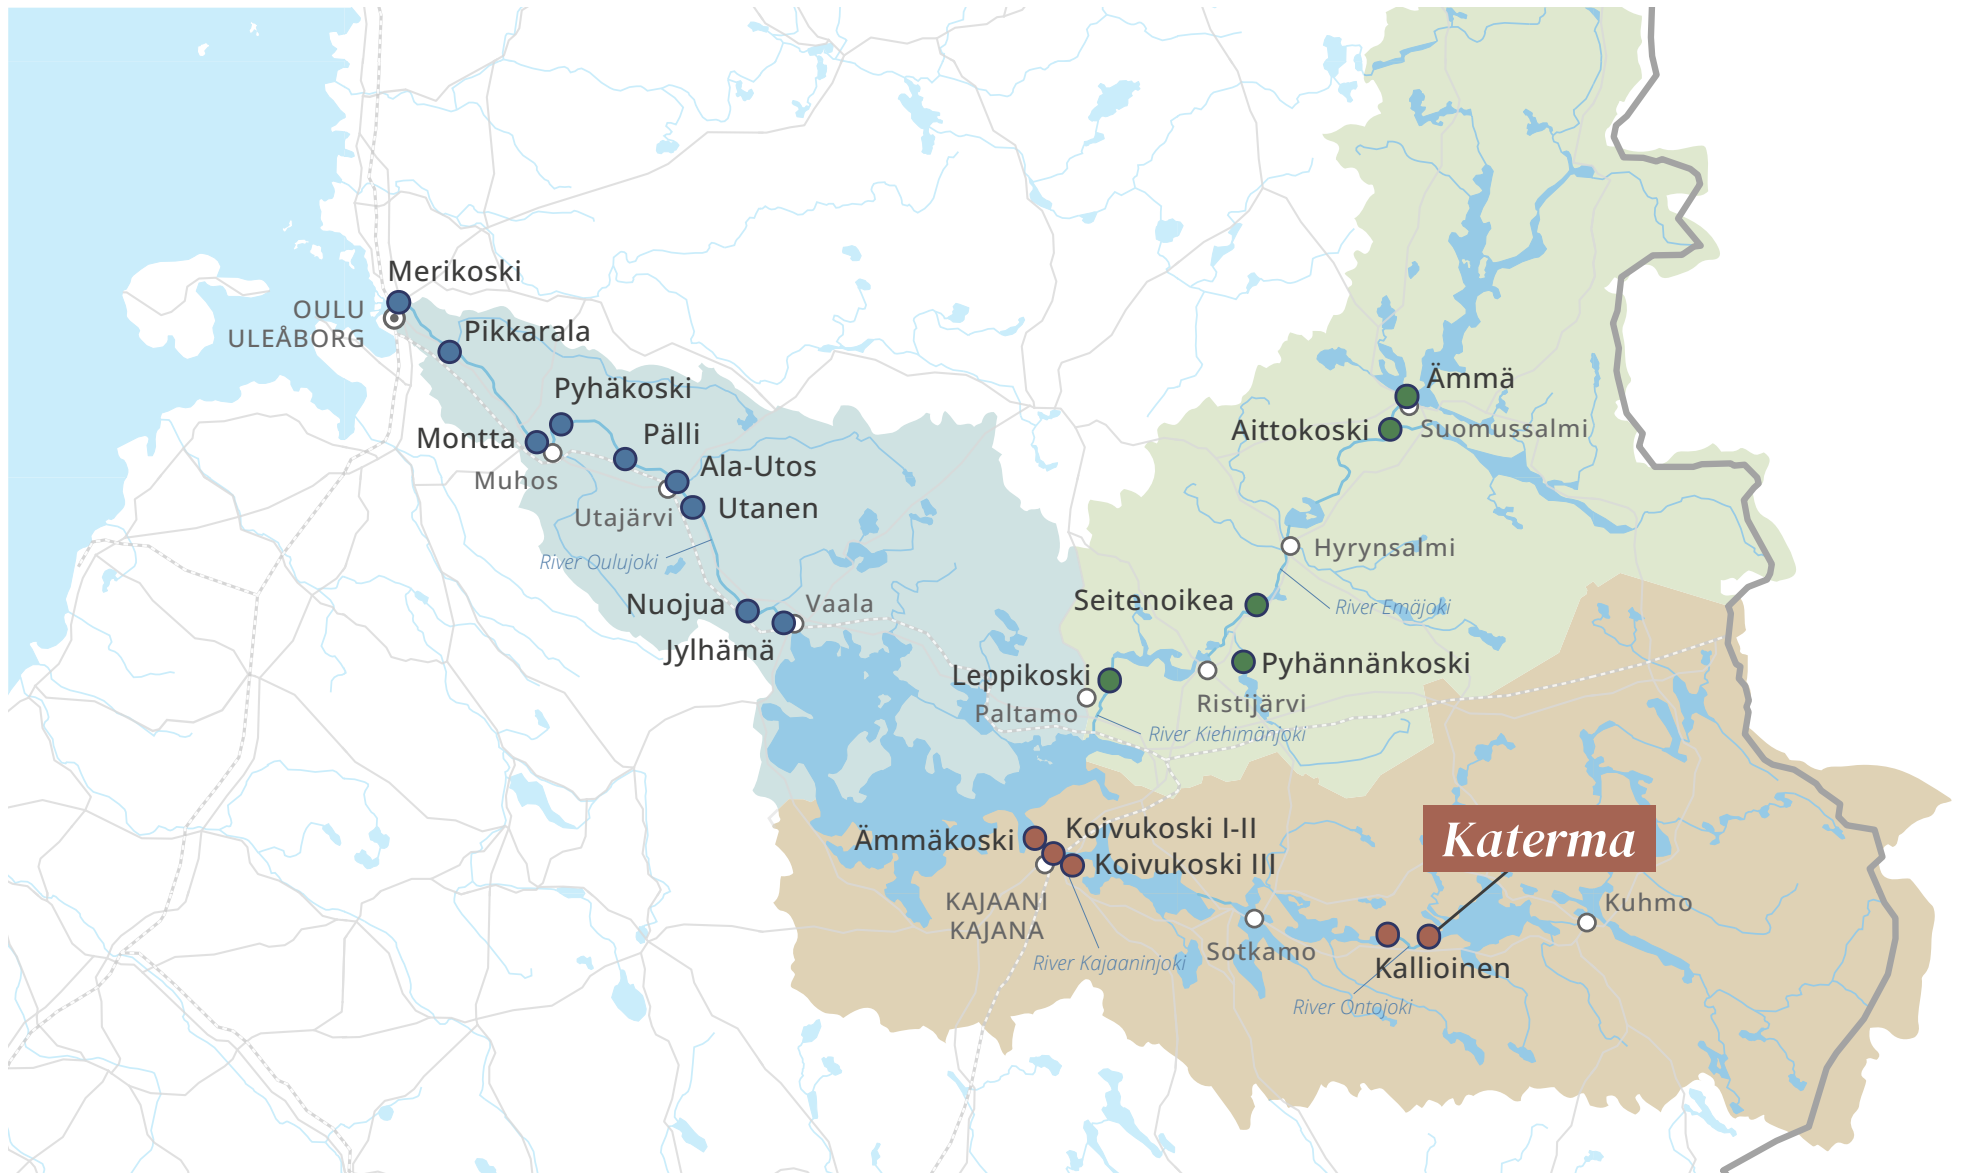 Merikoski
OULU
ULEÅBORG
Pikkarala
Pyhäkoski
Ämmä
Aittokoski
Suomussalmi
Montta
Pälli
Muhos
Ala-Utos
Utanen
Utajärvi
River Oulujoki
Hyrynsalmi
Nuojua
Vaala
Seitenoikea
River Emäjoki
Jylhämä
Leppikoski
Pyhännänkoski
Paltamo
Ristijärvi
River Kiehimänjoki
Ämmäkoski
Koivukoski I-II
Koivukoski III
Katerma
KAJAANI
KAJANA
Kuhmo
Sotkamo
River Kajaaninjoki
Kallioinen
River Ontojoki